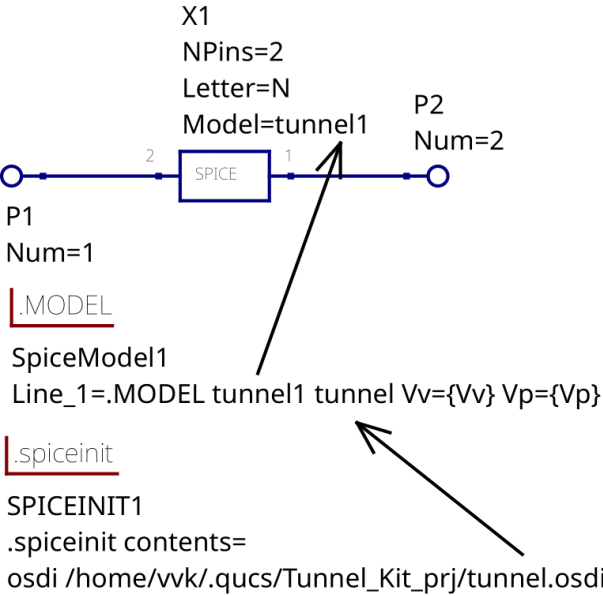 X1
NPins=2
Letter=N
Model=tunnel1
P2
Num=2
2
SPICE
1
P1
Num=1
.MODEL
SpiceModel1
Line_1=.MODEL tunnel1 tunnel Vv={Vv} Vp={Vp}
.spiceinit
SPICEINIT1
.spiceinit contents=
osdi /home/vvk/.qucs/Tunnel_Kit_prj/tunnel.osdi